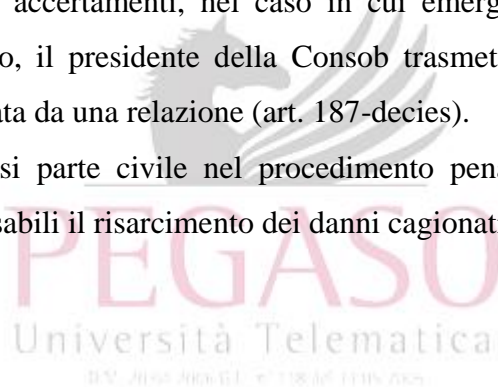 accertamenti, nel caso in cui emerg
o, il presidente della Consob trasmet
ata da una relazione (art. 187-decies).
si parte civile nel procedimento pena
sabili il risarcimento dei danni cagionat
PEGASO
Università Telematica